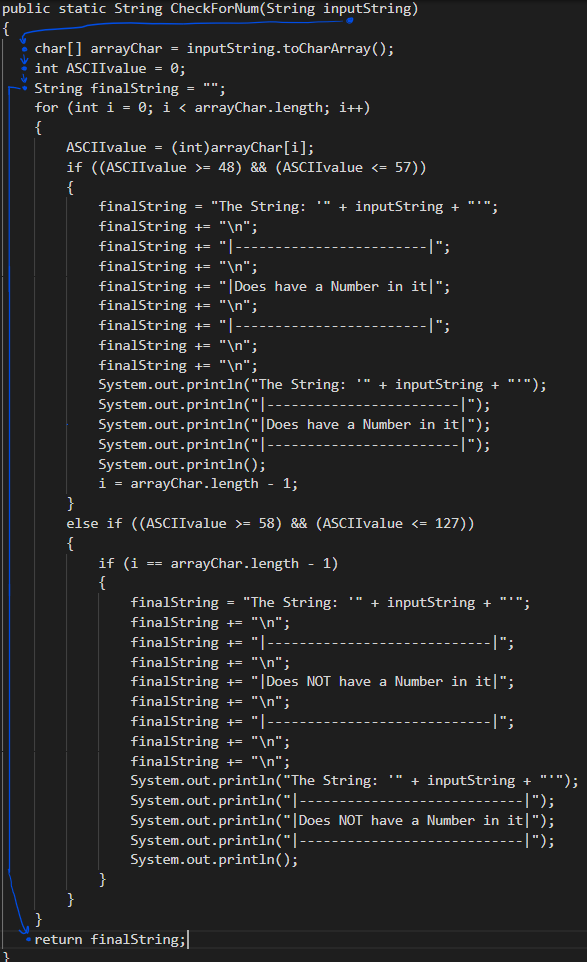 public static String CheckForNum(String inputString)
{
    char[] arrayChar = inputString.toCharArray();
    int ASCIIvalue = 0;
    String finalString = "";
    for (int i = 0; i < arrayChar.length; i++)
    {
        ASCIIvalue = (int)arrayChar[i];
        if ((ASCIIvalue >= 48) && (ASCIIvalue <= 57))
        {
            finalString = "The String: '" + inputString + "'";
            finalString += "\n";
            finalString += "|------------------------|";
            finalString += "\n";
            finalString += "|Does have a Number in it|";
            finalString += "\n";
            finalString += "|------------------------|";
            finalString += "\n";
            finalString += "\n";
            System.out.println("The String: '" + inputString + "'");
            System.out.println("|------------------------|");
            System.out.println("|Does have a Number in it|");
            System.out.println("|------------------------|");
            System.out.println();
            i = arrayChar.length - 1;
        }
        else if ((ASCIIvalue >= 58) && (ASCIIvalue <= 127))
        {
            if (i == arrayChar.length - 1)
            {
                finalString = "The String: '" + inputString + "'";
                finalString += "\n";
                finalString += "|----------------------------|";
                finalString += "\n";
                finalString += "|Does NOT have a Number in it|";
                finalString += "\n";
                finalString += "|----------------------------|";
                finalString += "\n";
                finalString += "\n";
                System.out.println("The String: '" + inputString + "'");
                System.out.println("|----------------------------|");
                System.out.println("|Does NOT have a Number in it|");
                System.out.println("|----------------------------|");
                System.out.println();
            }
        }
    }
    return finalString;
}